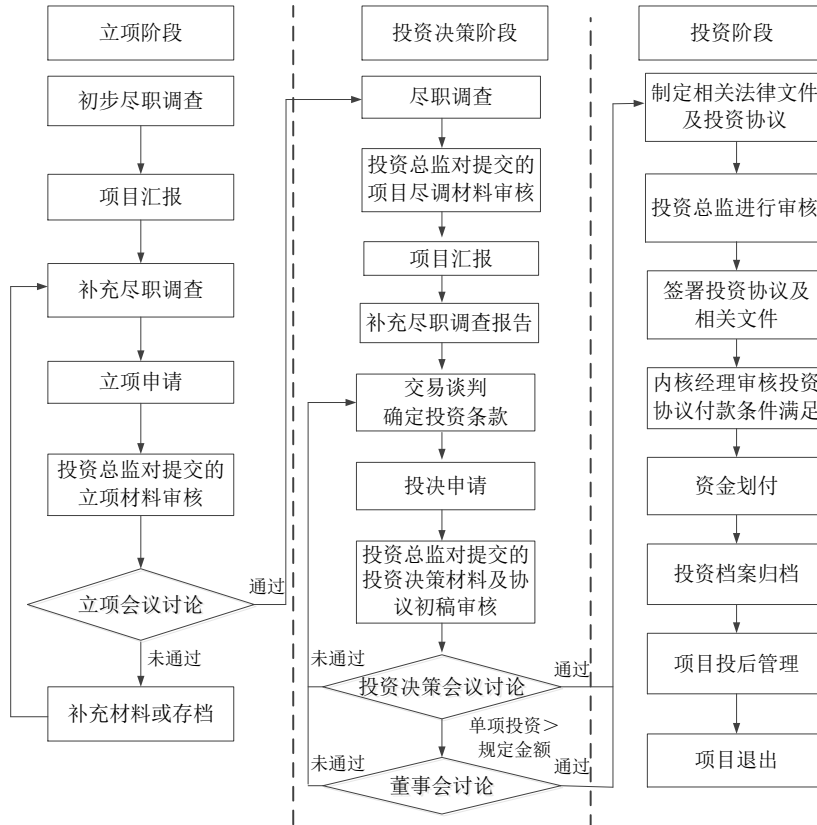 立项阶段
初步尽职调查
项目汇报
补充尽职调查
立项申请
投资总监对提交的
立项材料审核
立项会议讨论
通过
未通过
补充材料或存档
投资决策阶段
尽职调查
投资总监对提交的
项目尽调材料审核
项目汇报
补充尽职调查报告
交易谈判
确定投资条款
投决申请
投资总监对提交的
投资决策材料及协
议初稿审核
未通过
投资决策会议讨论
通过
单项投资＞
规定金额
未通过
董事会讨论
通过
投资阶段
制定相关法律文件
及投资协议
投资总监进行审核
签署投资协议及
相关文件
内核经理审核投资
协议付款条件满足
资金划付
投资档案归档
项目投后管理
项目退出